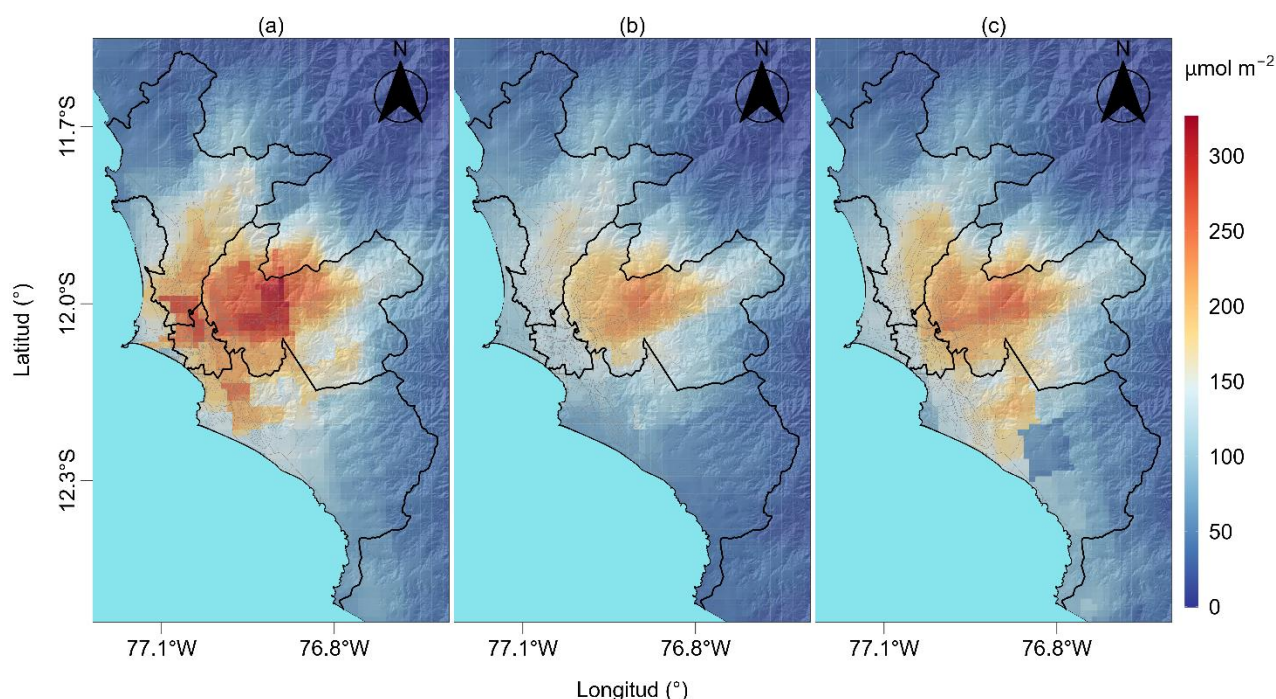 (a) (b) (c)
N N N
μmol m−2
11.7°S
12.0°S
12.3°S
Latitud (°)
300
250
200
150
100
50
0
77.1°W 76.8°W 77.1°W 76.8°W 77.1°W 76.8°W
Longitud (°)